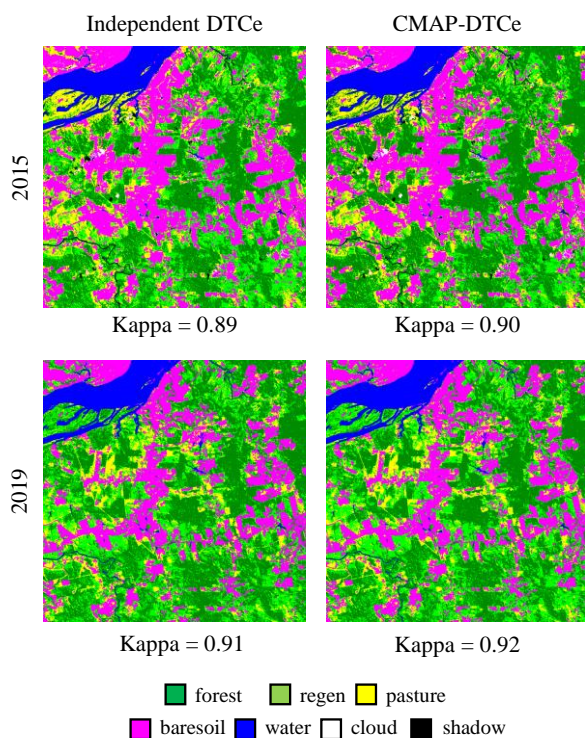 Independent DTCe CMAP-DTCe
2015
Kappa = 0.89 Kappa = 0.90
2019
Kappa = 0.91 Kappa = 0.92
forest regen pasture
baresoil water cloud shadow